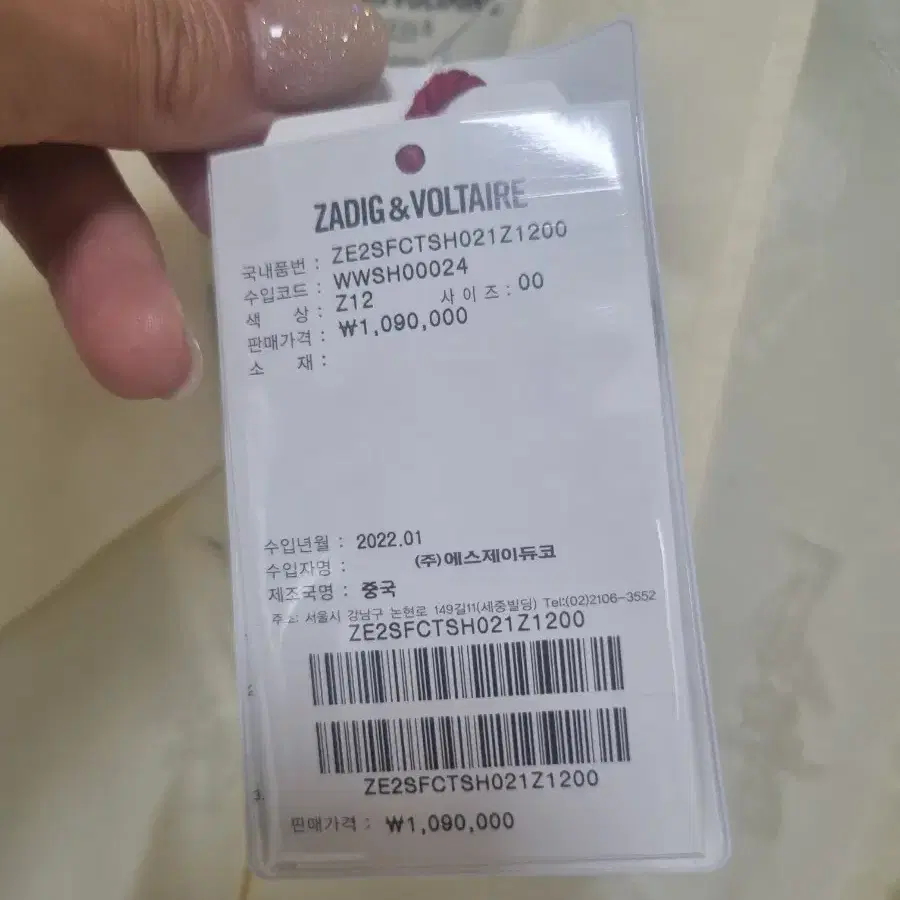 ZADIG & VOLTAIRE
국내품번 : ZE2SFCTSH021Z1200
수입코드 : WWSH00024
색 상 : Z12 사 이 즈 : 00
판매가격 : ₩1,090,000
소 재 :
수입년월 : 2022.01
수입자명 : (주)에스제이듀코
제조국명 : 중국
주소: 서울시 강남구 논현로 149길11(세중빌딩) Tel:(02)2106-3552
ZE2SFCTSH021Z1200
ZE2SFCTSH021Z1200
판매가격 : ₩1,090,000